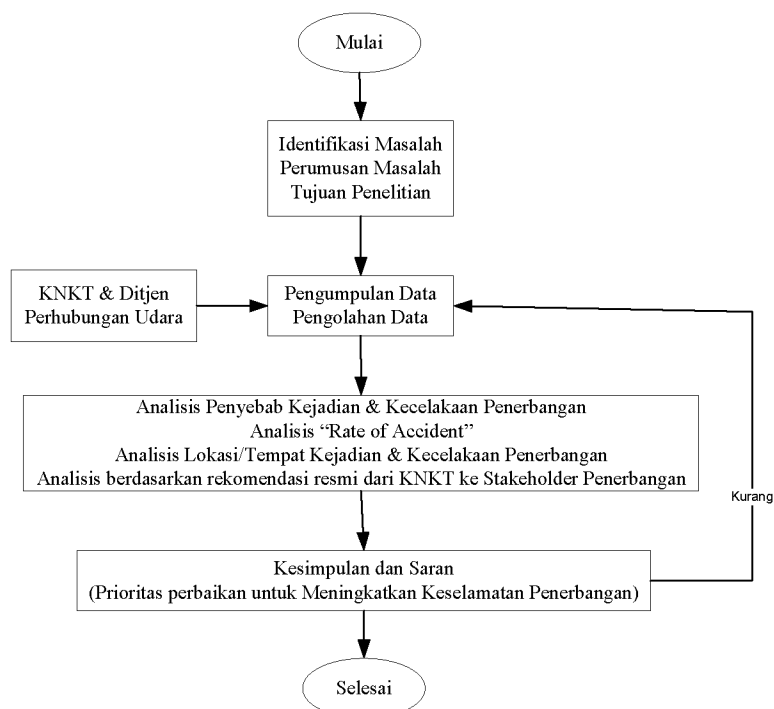 Mulai
Identifikasi Masalah
Perumusan Masalah
Tujuan Penelitian
KNKT & Ditjen
Perhubungan Udara
Pengumpulan Data
Pengolahan Data
Analisis Penyebab Kejadian & Kecelakaan Penerbangan
Analisis “Rate of Accident”
Analisis Lokasi/Tempat Kejadian & Kecelakaan Penerbangan
Analisis berdasarkan rekomendasi resmi dari KNKT ke Stakeholder Penerbangan
Kurang
Kesimpulan dan Saran
(Prioritas perbaikan untuk Meningkatkan Keselamatan Penerbangan)
Selesai